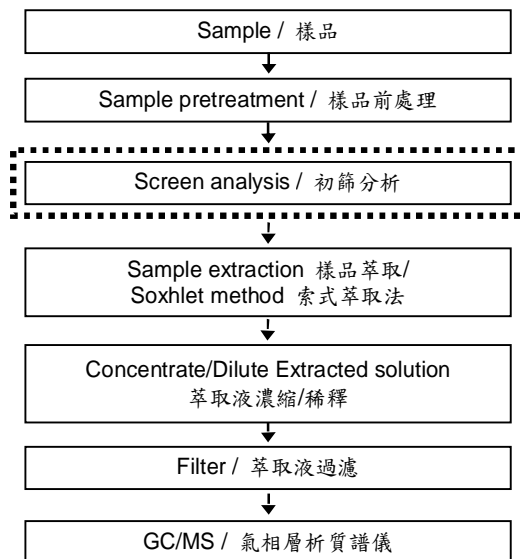 Sample / 樣品
Sample pretreatment / 樣品前處理
Screen analysis / 初篩分析
Sample extraction 樣品萃取/
Soxhlet method 索式萃取法
Concentrate/Dilute Extracted solution
萃取液濃縮/稀釋
Filter / 萃取液過濾
GC/MS / 氣相層析質譜儀